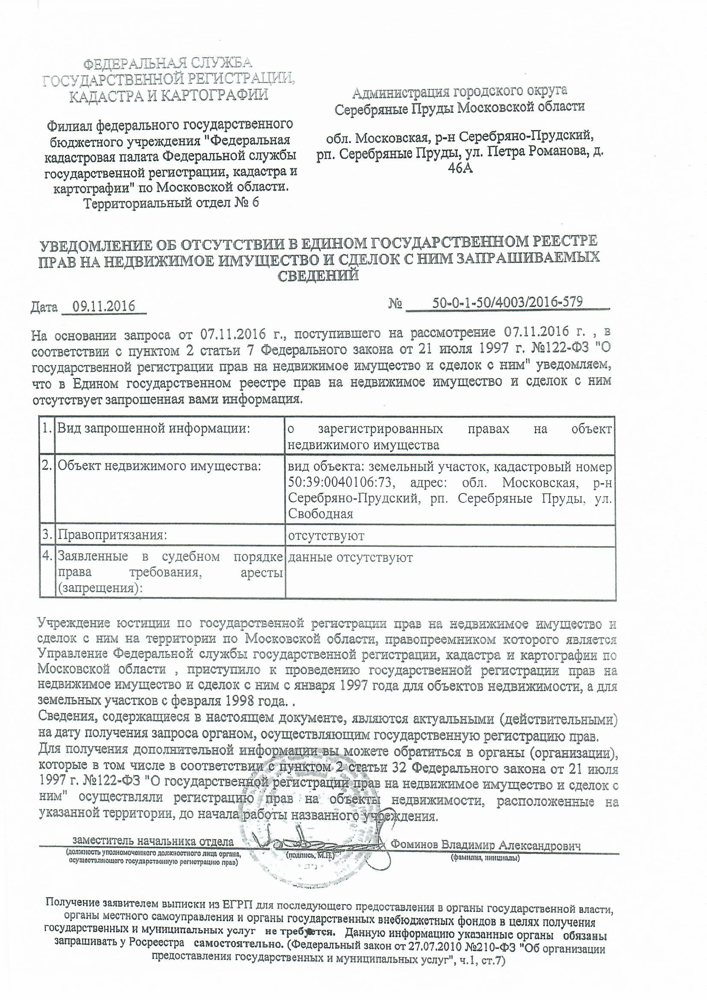 ФЕДЕРАЛЬНАЯ СЛУЖБА
ГОСУДАРСТВЕННОЙ РЕГИСТРАЦИИ,
КАДАСТРА И КАРТОГРАФИИ
Филиал федерального государственного
бюджетного учреждения "Федеральная
кадастровая палата Федеральной службы
государственной регистрации, кадастра и
картографии" по Московской области.
Территориальный отдел № 6
Администрация городского округа
Серебряные Пруды Московской области
обл. Московская, р-н Серебряно-Прудский,
рп. Серебряные Пруды, ул. Петра Романова, д.
46А
УВЕДОМЛЕНИЕ ОБ ОТСУТСТВИИ В ЕДИНОМ ГОСУДАРСТВЕННОМ РЕЕСТРЕ
ПРАВ НА НЕДВИЖИМОЕ ИМУЩЕСТВО И СДЕЛОК С НИМ ЗАПРАШИВАЕМЫХ
СВЕДЕНИЙ
Дата 09.11.2016 № 50-0-1-50/4003/2016-579
На основании запроса от 07.11.2016 г., поступившего на рассмотрение 07.11.2016 г. , в
соответствии с пунктом 2 статьи 7 Федерального закона от 21 июля 1997 г. №122-ФЗ "О
государственной регистрации прав на недвижимое имущество и сделок с ним" уведомляем,
что в Едином государственном реестре прав на недвижимое имущество и сделок с ним
отсутствует запрошенная вами информация.
1. Вид запрошенной информации: о зарегистрированных правах на объект
недвижимого имущества
2. Объект недвижимого имущества: вид объекта: земельный участок, кадастровый номер
50:39:0040106:73, адрес: обл. Московская, р-н
Серебряно-Прудский, рп. Серебряные Пруды, ул.
Свободная
3. Правопритязания: отсутствуют
4. Заявленные в судебном порядке данные отсутствуют
права требования, аресты
(запрещения):
Учреждение юстиции по государственной регистрации прав на недвижимое имущество и
сделок с ним на территории по Московской области, правопреемником которого является
Управление Федеральной службы государственной регистрации, кадастра и картографии по
Московской области , приступило к проведению государственной регистрации прав на
недвижимое имущество и сделок с ним с января 1997 года для объектов недвижимости, а для
земельных участков с февраля 1998 года. .
Сведения, содержащиеся в настоящем документе, являются актуальными (действительными)
на дату получения запроса органом, осуществляющим государственную регистрацию прав.
Для получения дополнительной информации вы можете обратиться в органы (организации),
которые в том числе в соответствии с пунктом 2 статьи 32 Федерального закона от 21 июля
1997 г. №122-ФЗ "О государственной регистрации прав на недвижимое имущество и сделок с
ним" осуществляли регистрацию прав на объекты недвижимости, расположенные на
указанной территории, до начала работы названного учреждения.
заместитель начальника отдела Фоминов Владимир Александрович
(должность уполномоченного должностного лица органа, (подпись, М.П.) (фамилия, инициалы)
осуществляющего государственную регистрацию прав)
Получение заявителем выписки из ЕГРП для последующего предоставления в органы государственной власти,
органы местного самоуправления и органы государственных внебюджетных фондов в целях получения
государственных и муниципальных услуг не требуется. Данную информацию указанные органы обязаны
запрашивать у Росреестра самостоятельно. (Федеральный закон от 27.07.2010 №210-ФЗ "Об организации
предоставления государственных и муниципальных услуг", ч.1, ст.7)